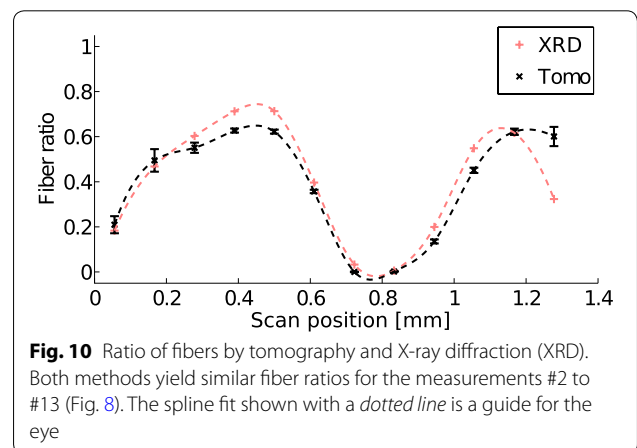 1
0.8
0.6
0.4
0.2
0
Fiber ratio
XRD
Tomo
0 0.2 0.4 0.6 0.8 1 1.2 1.4
Scan position [mm]
Fig. 10 Ratio of fibers by tomography and X-ray diffraction (XRD).
Both methods yield similar fiber ratios for the measurements #2 to
#13 (Fig. 8). The spline fit shown with a dotted line is a guide for the
eye